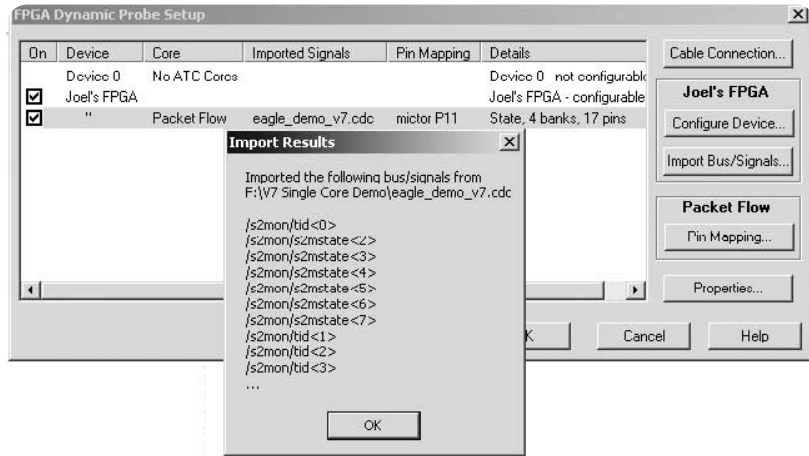 FPGA Dynamic Probe Setup
On Device Core Imported Signals Pin Mapping Details
Device 0 No ATC Cores Device 0 not configurable
Joel's FPGA Joel's FPGA - configurable
" Packet Flow eagle_demo_v7.cdc mictor P11 State, 4 banks, 17 pins
Cable Connection...
Joel's FPGA
Configure Device...
Import Bus/Signals...
Packet Flow
Pin Mapping...
Properties...
K Cancel Help
Import Results
Imported the following bus/signals from
F:\V7 Single Core Demo\eagle_demo_v7.cdc
/s2mon/tid<0>
/s2mon/s2mstate<2>
/s2mon/s2mstate<3>
/s2mon/s2mstate<4>
/s2mon/s2mstate<5>
/s2mon/s2mstate<6>
/s2mon/s2mstate<7>
/s2mon/tid<1>
/s2mon/tid<2>
/s2mon/tid<3>
...
OK